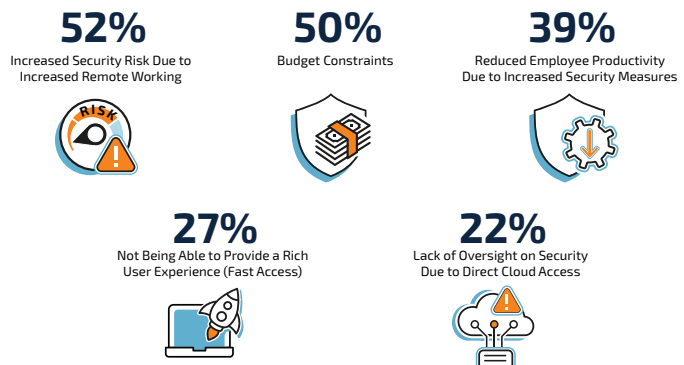 52%
Increased Security Risk Due to
Increased Remote Working
RISK
50%
Budget Constraints
39%
Reduced Employee Productivity
Due to Increased Security Measures
27%
Not Being Able to Provide a Rich
User Experience (Fast Access)
22%
Lack of Oversight on Security
Due to Direct Cloud Access